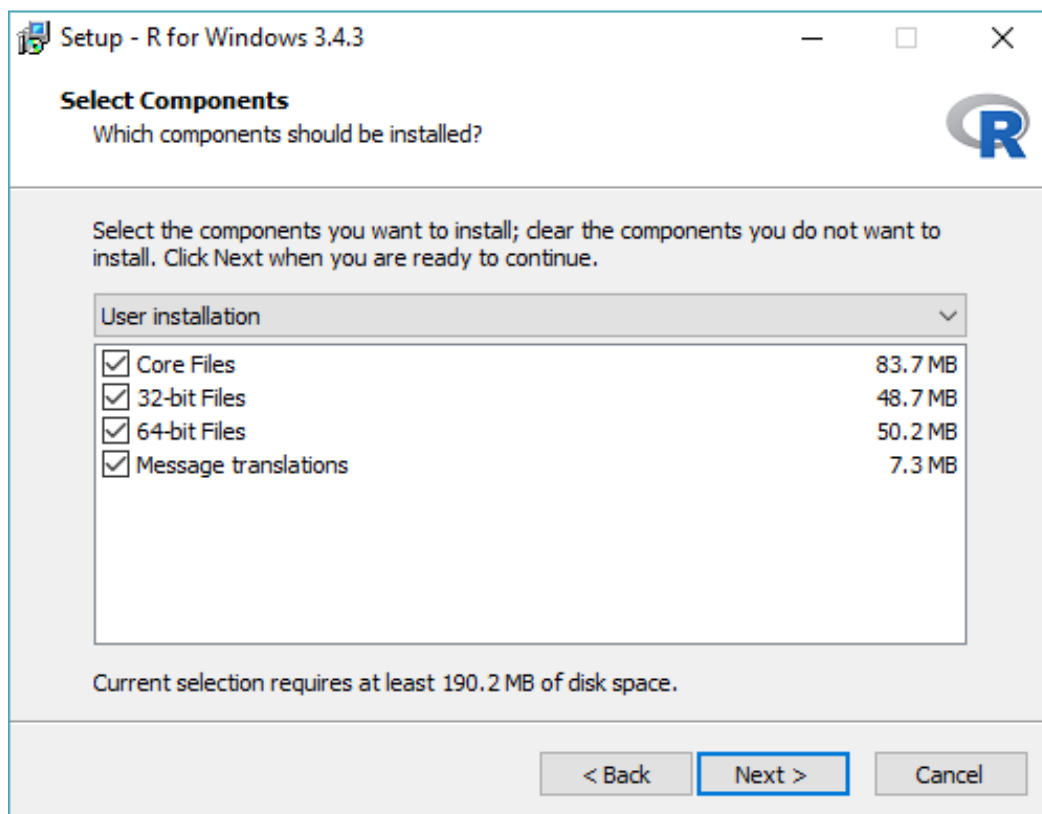 Setup - R for Windows 3.4.3
Select Components
Which components should be installed?
R
Select the components you want to install; clear the components you do not want to
install. Click Next when you are ready to continue.
User installation
Core Files 83.7 MB
32-bit Files 48.7 MB
64-bit Files 50.2 MB
Message translations 7.3 MB
Current selection requires at least 190.2 MB of disk space.
< Back Next > Cancel